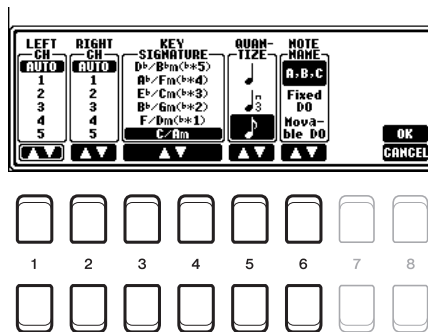 LEFT CH RIGHT CH KEY SIGNATURE QUAN-TIZE NOTE NAME
AUTO AUTO D♭/B♭m(♭*5) A,B,C
1 1 A♭/Fm(♭*4)
2 2 E♭/Cm(♭*3) Fixed DO
3 3 B♭/Gm(♭*2) 3
4 4 F/Dm(♭*1) Mova-
5 5 C/Am ble DO OK
CANCEL
1 2 3 4 5 6 7 8